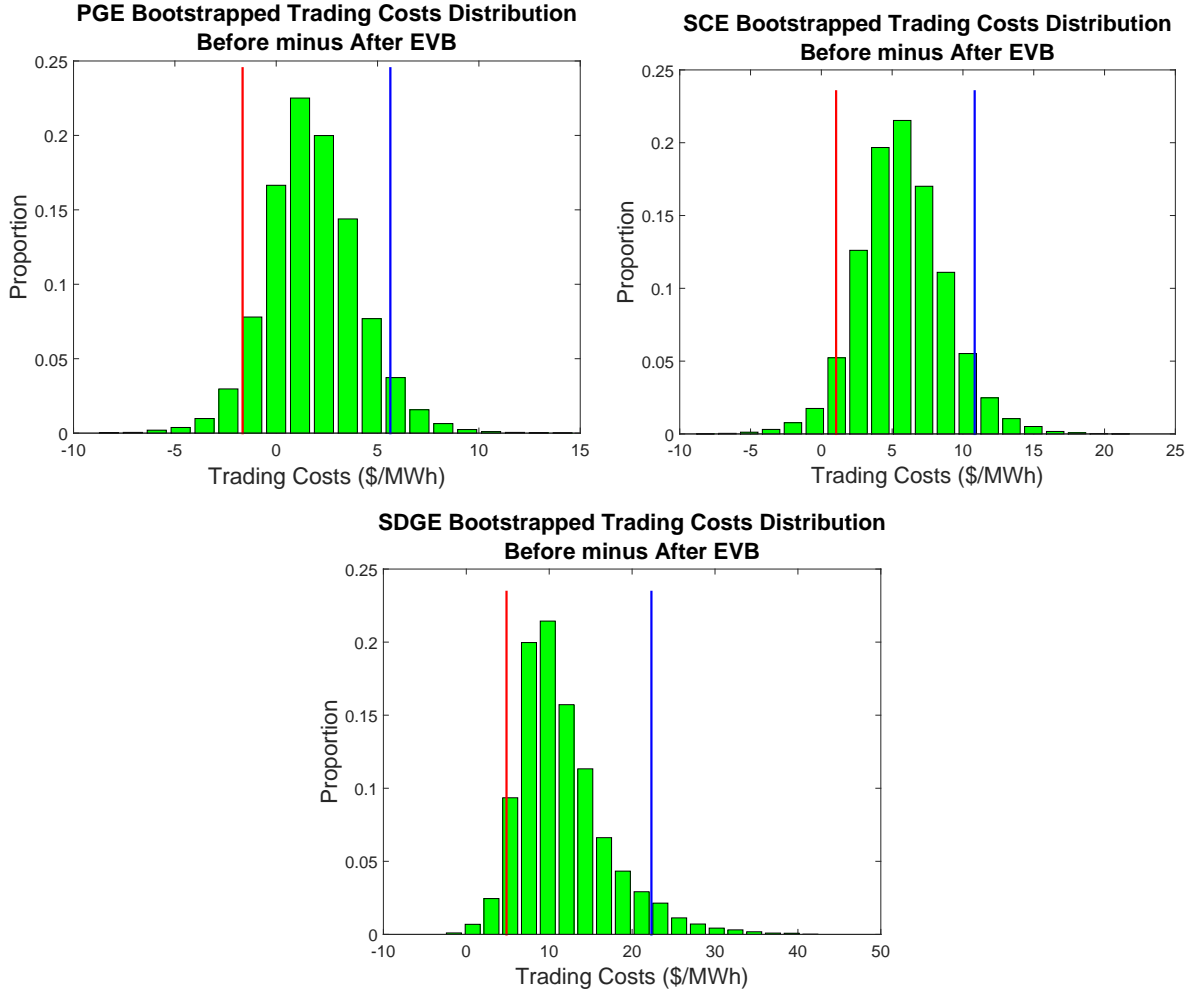 PGE Bootstrapped Trading Costs Distribution
Before minus After EVB
0.25
0.2
0.15
0.1
0.05
0
Proportion
-10 -5 0 5 10 15
Trading Costs ($/MWh)
SCE Bootstrapped Trading Costs Distribution
Before minus After EVB
0.25
0.2
0.15
0.1
0.05
0
Proportion
-10 -5 0 5 10 15 20 25
Trading Costs ($/MWh)
SDGE Bootstrapped Trading Costs Distribution
Before minus After EVB
0.25
0.2
0.15
0.1
0.05
0
Proportion
-10 0 10 20 30 40 50
Trading Costs ($/MWh)